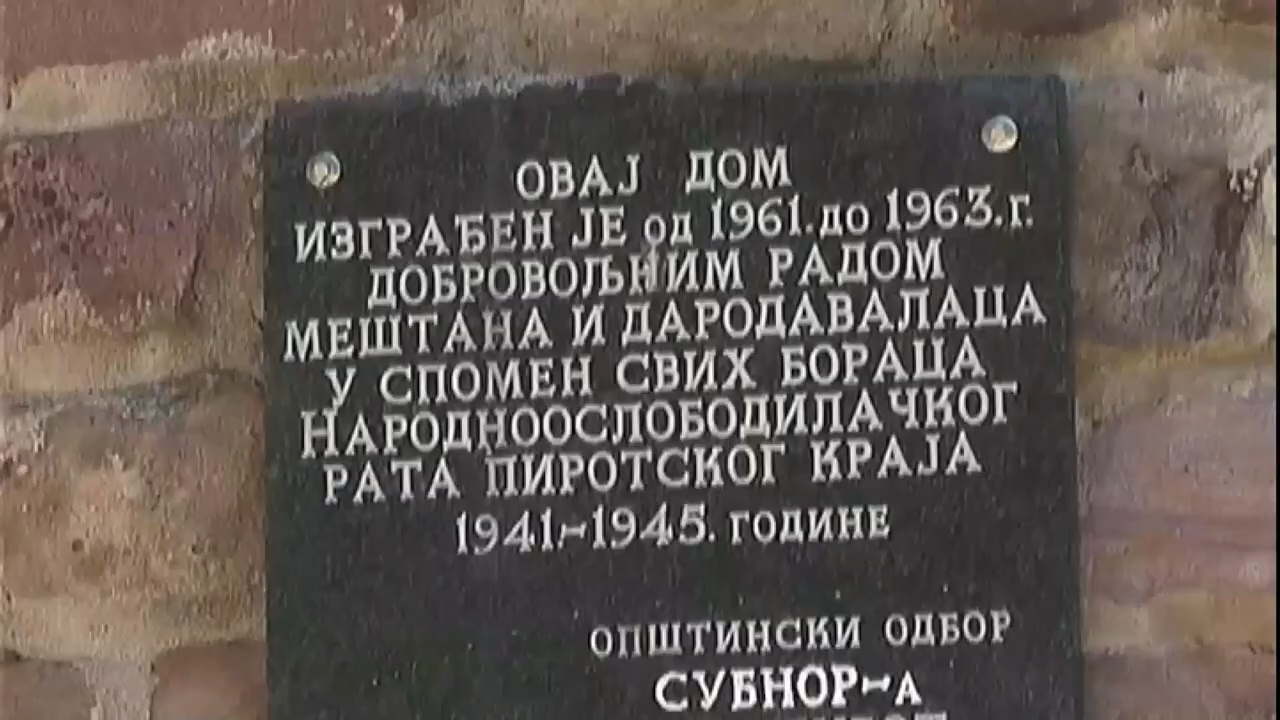 ОВАЈ ДОМ
ИЗГРАЂЕН ЈЕ од 1961. до 1963. г.
ДОБРОВОЉНИМ РАДОМ
МЕШТАНА И ДАРОДАВАЛАЦА
У СПОМЕН СВИХ БОРАЦА
НАРОДНООСЛОБОДИЛАЧКОГ
РАТА ПИРОТСКОГ КРАЈА
1941.-1945. ГОДИНЕ
ОПШТИНСКИ ОДБОР
СУБНОР-А